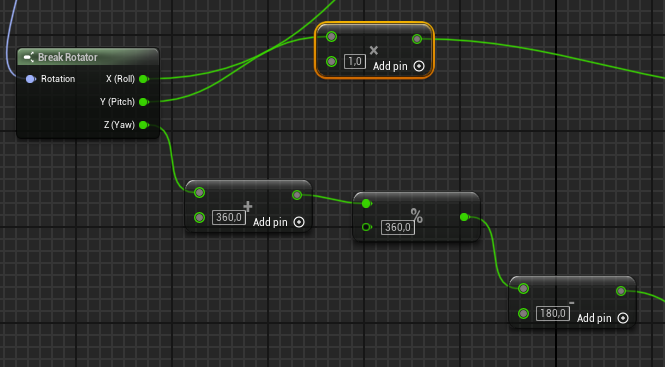 Break Rotator
Rotation
X (Roll)
Y (Pitch)
Z (Yaw)
×
1,0
Add pin
+
360,0
Add pin
%
360,0
-
180,0
Add pin